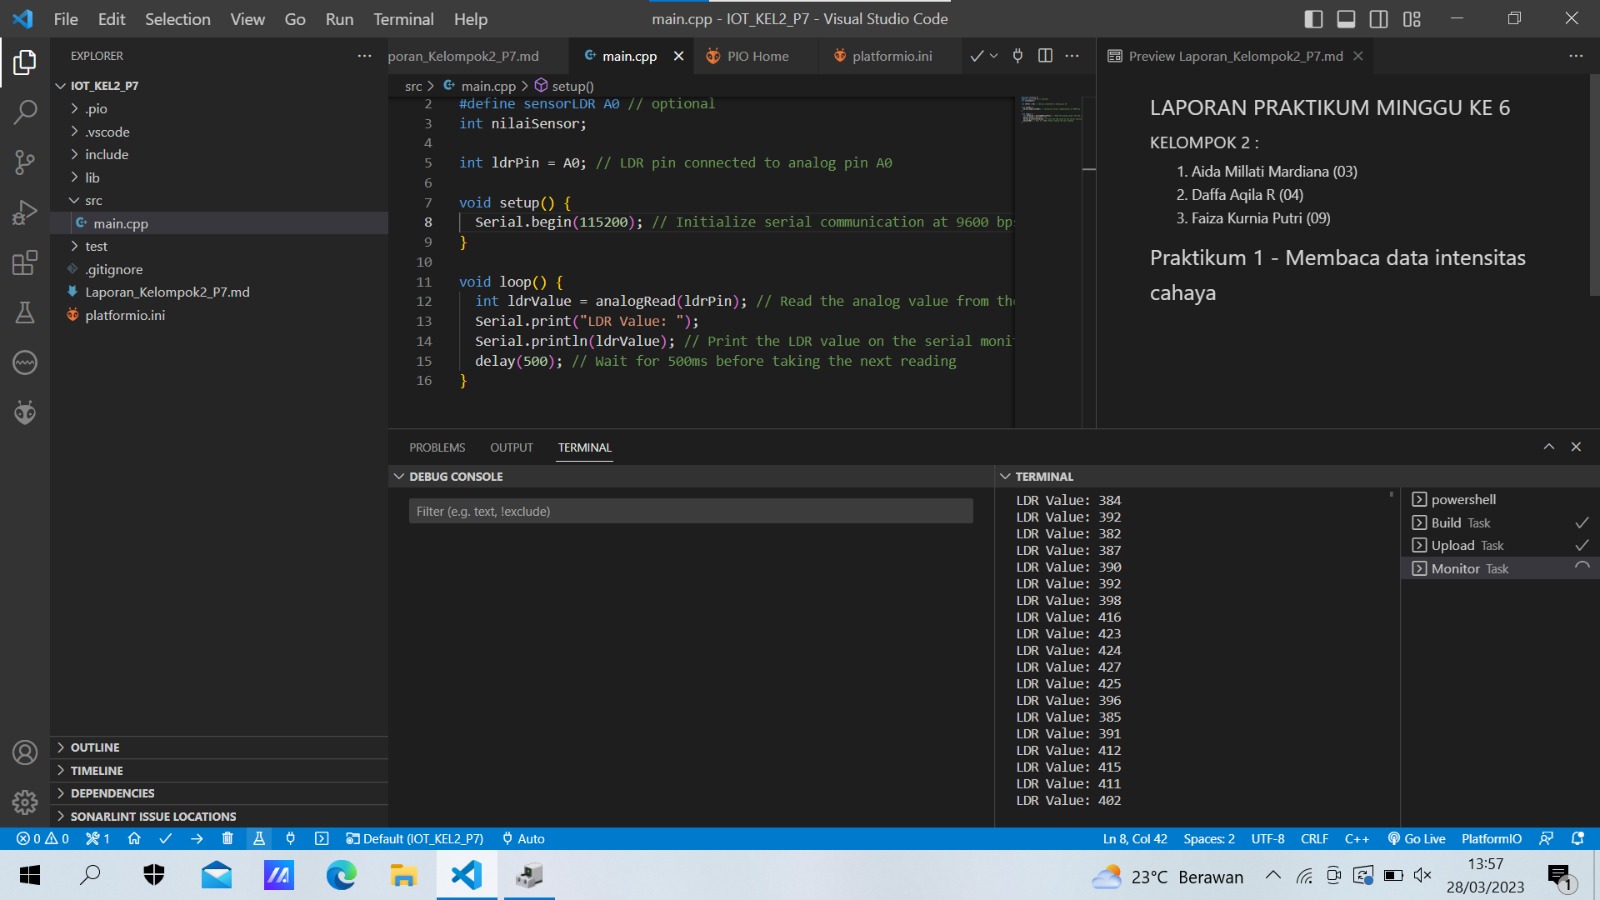 File Edit Selection View Go Run Terminal Help
main.cpp - IOT_KEL2_P7 - Visual Studio Code
EXPLORER
IOT_KEL2_P7
.pio
.vscode
include
lib
src
main.cpp
test
.gitignore
Laporan_Kelompok2_P7.md
platformio.ini
OUTLINE
TIMELINE
DEPENDENCIES
SONARLINT ISSUE LOCATIONS
poran_Kelompok2_P7.md main.cpp PIO Home platformio.ini
src > main.cpp > setup()
2 #define sensorLDR A0 // optional
3 int nilaiSensor;
4
5 int ldrPin = A0; // LDR pin connected to analog pin A0
6
7 void setup() {
8 Serial.begin(115200); // Initialize serial communication at 9600 bps
9 }
10
11 void loop() {
12 int ldrValue = analogRead(ldrPin); // Read the analog value from the
13 Serial.print("LDR Value: ");
14 Serial.println(ldrValue); // Print the LDR value on the serial moni
15 delay(500); // Wait for 500ms before taking the next reading
16 }
Preview Laporan_Kelompok2_P7.md
LAPORAN PRAKTIKUM MINGGU KE 6
KELOMPOK 2 :
1. Aida Millati Mardiana (03)
2. Daffa Aqila R (04)
3. Faiza Kurnia Putri (09)
Praktikum 1 - Membaca data intensitas
cahaya
PROBLEMS OUTPUT TERMINAL
DEBUG CONSOLE
Filter (e.g. text, !exclude)
TERMINAL
LDR Value: 384
LDR Value: 392
LDR Value: 382
LDR Value: 387
LDR Value: 390
LDR Value: 392
LDR Value: 398
LDR Value: 416
LDR Value: 423
LDR Value: 424
LDR Value: 427
LDR Value: 425
LDR Value: 396
LDR Value: 385
LDR Value: 391
LDR Value: 412
LDR Value: 415
LDR Value: 411
LDR Value: 402
powershell
Build Task
Upload Task
Monitor Task
0 0 1 Default (IOT_KEL2_P7) Auto
Ln 8, Col 42 Spaces: 2 UTF-8 CRLF C++ Go Live PlatformIO
23°C Berawan
13:57
28/03/2023
1